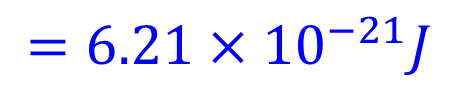 = 6.21 × 10⁻²¹J